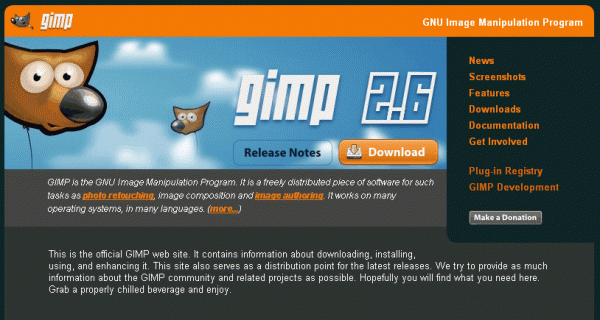 gimp
GNU Image Manipulation Program
gimp 2.6
Release Notes
Download
News
Screenshots
Features
Downloads
Documentation
Get Involved
Plug-in Registry
GIMP Development
Make a Donation
GIMP is the GNU Image Manipulation Program. It is a freely distributed piece of software for such
tasks as photo retouching, image composition and image authoring. It works on many
operating systems, in many languages. (more...)
This is the official GIMP web site. It contains information about downloading, installing,
using, and enhancing it. This site also serves as a distribution point for the latest releases. We try to provide as much
information about the GIMP community and related projects as possible. Hopefully you will find what you need here.
Grab a properly chilled beverage and enjoy.